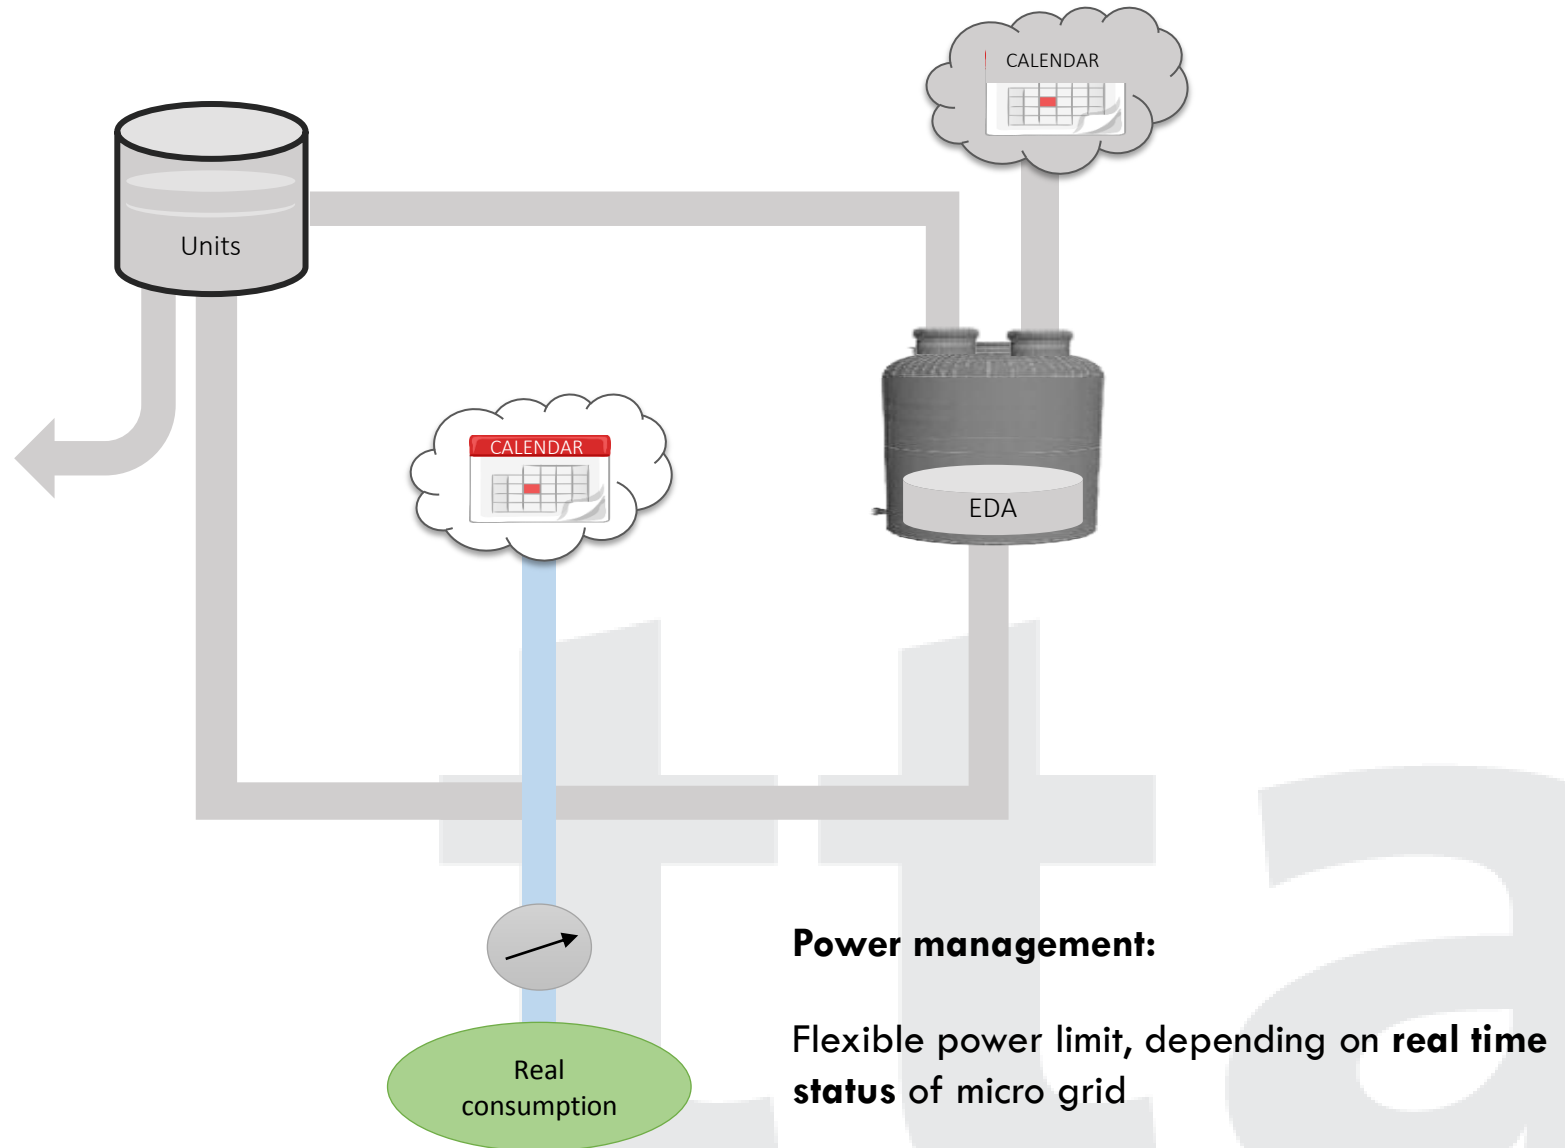 CALENDAR
Units
CALENDAR
EDA
Power management:
Flexible power limit, depending on real time
status of micro grid
Real
consumption
tta